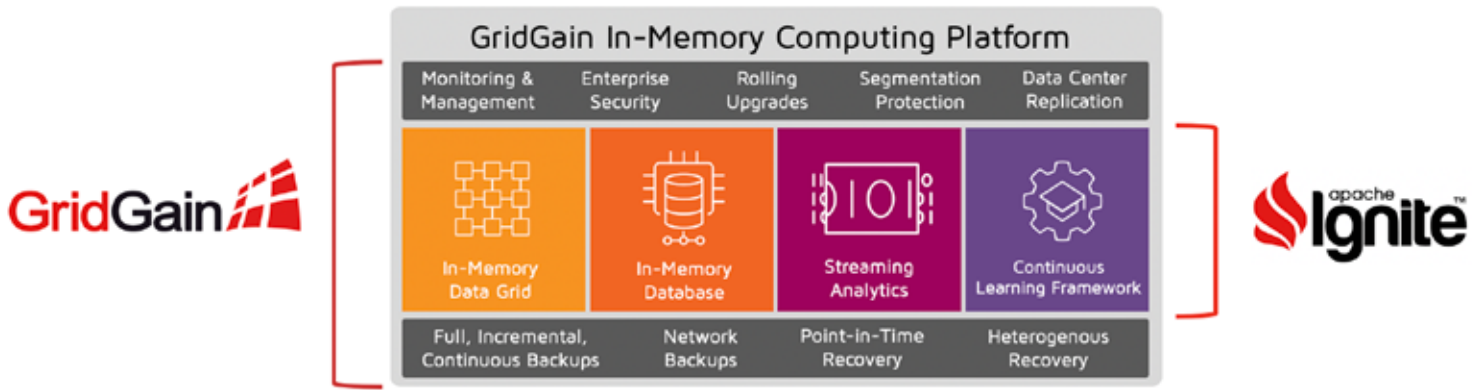 GridGain In-Memory Computing Platform
Monitoring & Management
Enterprise Security
Rolling Upgrades
Segmentation Protection
Data Center Replication
GridGain
In-Memory Data Grid
In-Memory Database
Streaming Analytics
Continuous Learning Framework
apache
Ignite™
Full, Incremental, Continuous Backups
Network Backups
Point-in-Time Recovery
Heterogenous Recovery